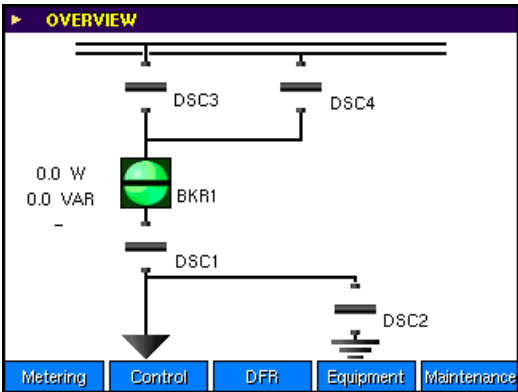 OVERVIEW
DSC3
DSC4
0.0 W
0.0 VAR
–
BKR1
DSC1
DSC2
Metering
Control
DFR
Equipment
Maintenance